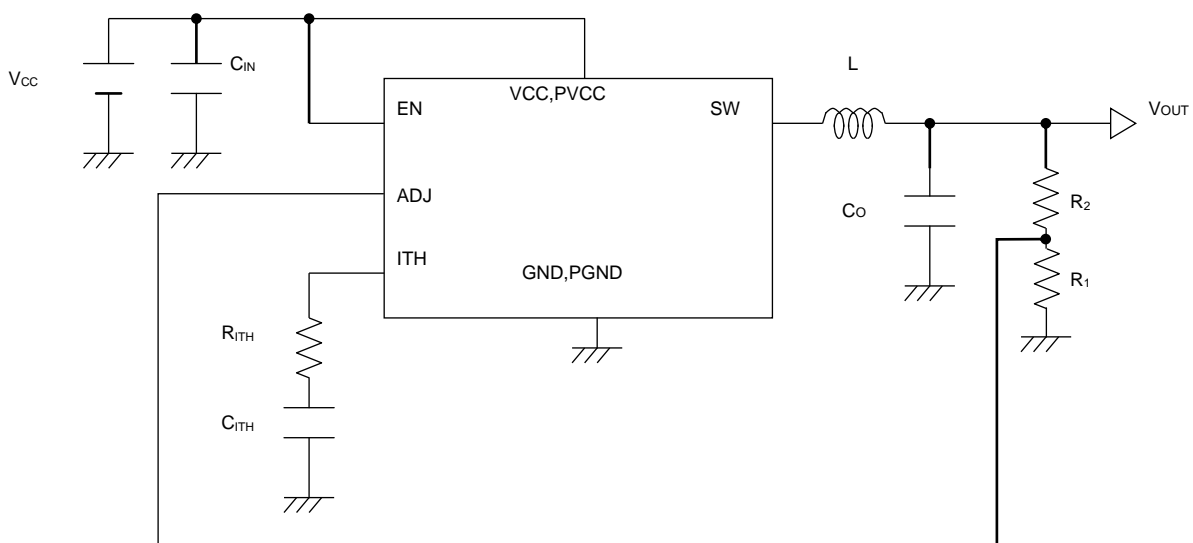 L
VCC
CIN
VCC,PVCC
EN
SW
VOUT
ADJ
CO
R2
ITH
GND,PGND
R1
RITH
CITH